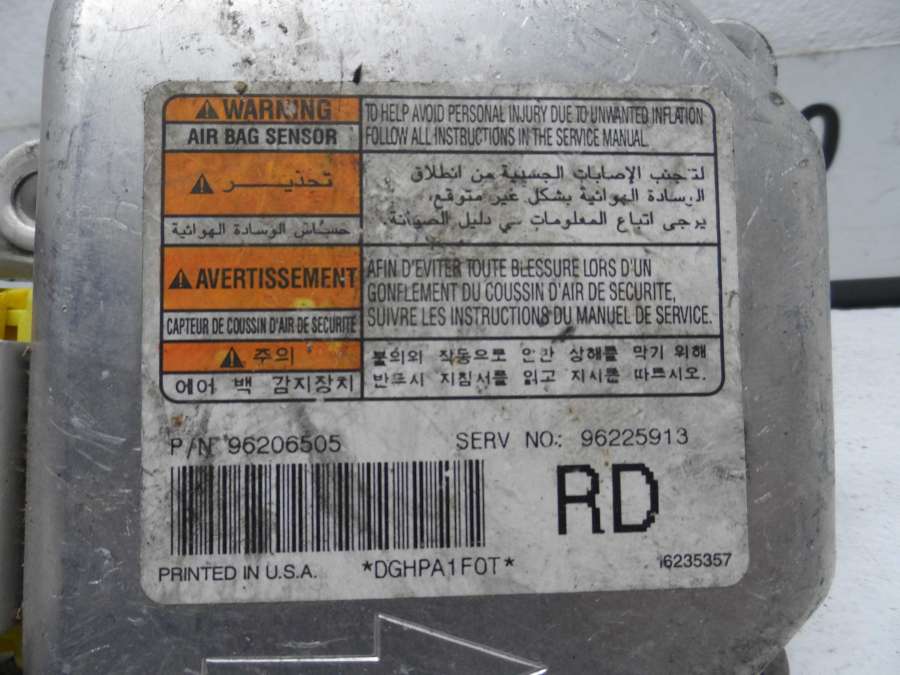 WARNING
AIR BAG SENSOR
TO HELP AVOID PERSONAL INJURY DUE TO UNWANTED INFLATION
FOLLOW ALL INSTRUCTIONS IN THE SERVICE MANUAL.
تحذيــــر
حساس الوسادة الهوائية
لتجنب الإصابات الجسيية من انطلاق
الوسادة الهوائية بشكل غير متوقع،
يرجى اتباع المعلومات في دليل الصيانة.
AVERTISSEMENT
CAPTEUR DE COUSSIN D'AIR DE SECURITE
AFIN D'EVITER TOUTE BLESSURE LORS D'UN
GONFLEMENT DU COUSSIN D'AIR DE SECURITE,
SUIVRE LES INSTRUCTIONS DU MANUEL DE SERVICE.
주의
에어 백 감지장치
불의의 작동으로 인한 상해를 막기 위해
반드시 지침서를 읽고 지시를 따르시오.
P/N 96206505
SERV NO.: 96225913
RD
PRINTED IN U.S.A.
*DGHPA1F0T*
16235357